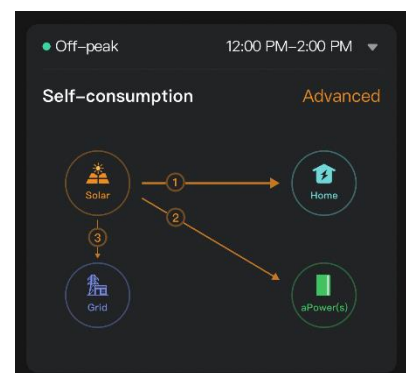 Off-peak 12:00 PM–2:00 PM
Self-consumption Advanced
Solar 1 Home
2
3
Grid aPower(s)